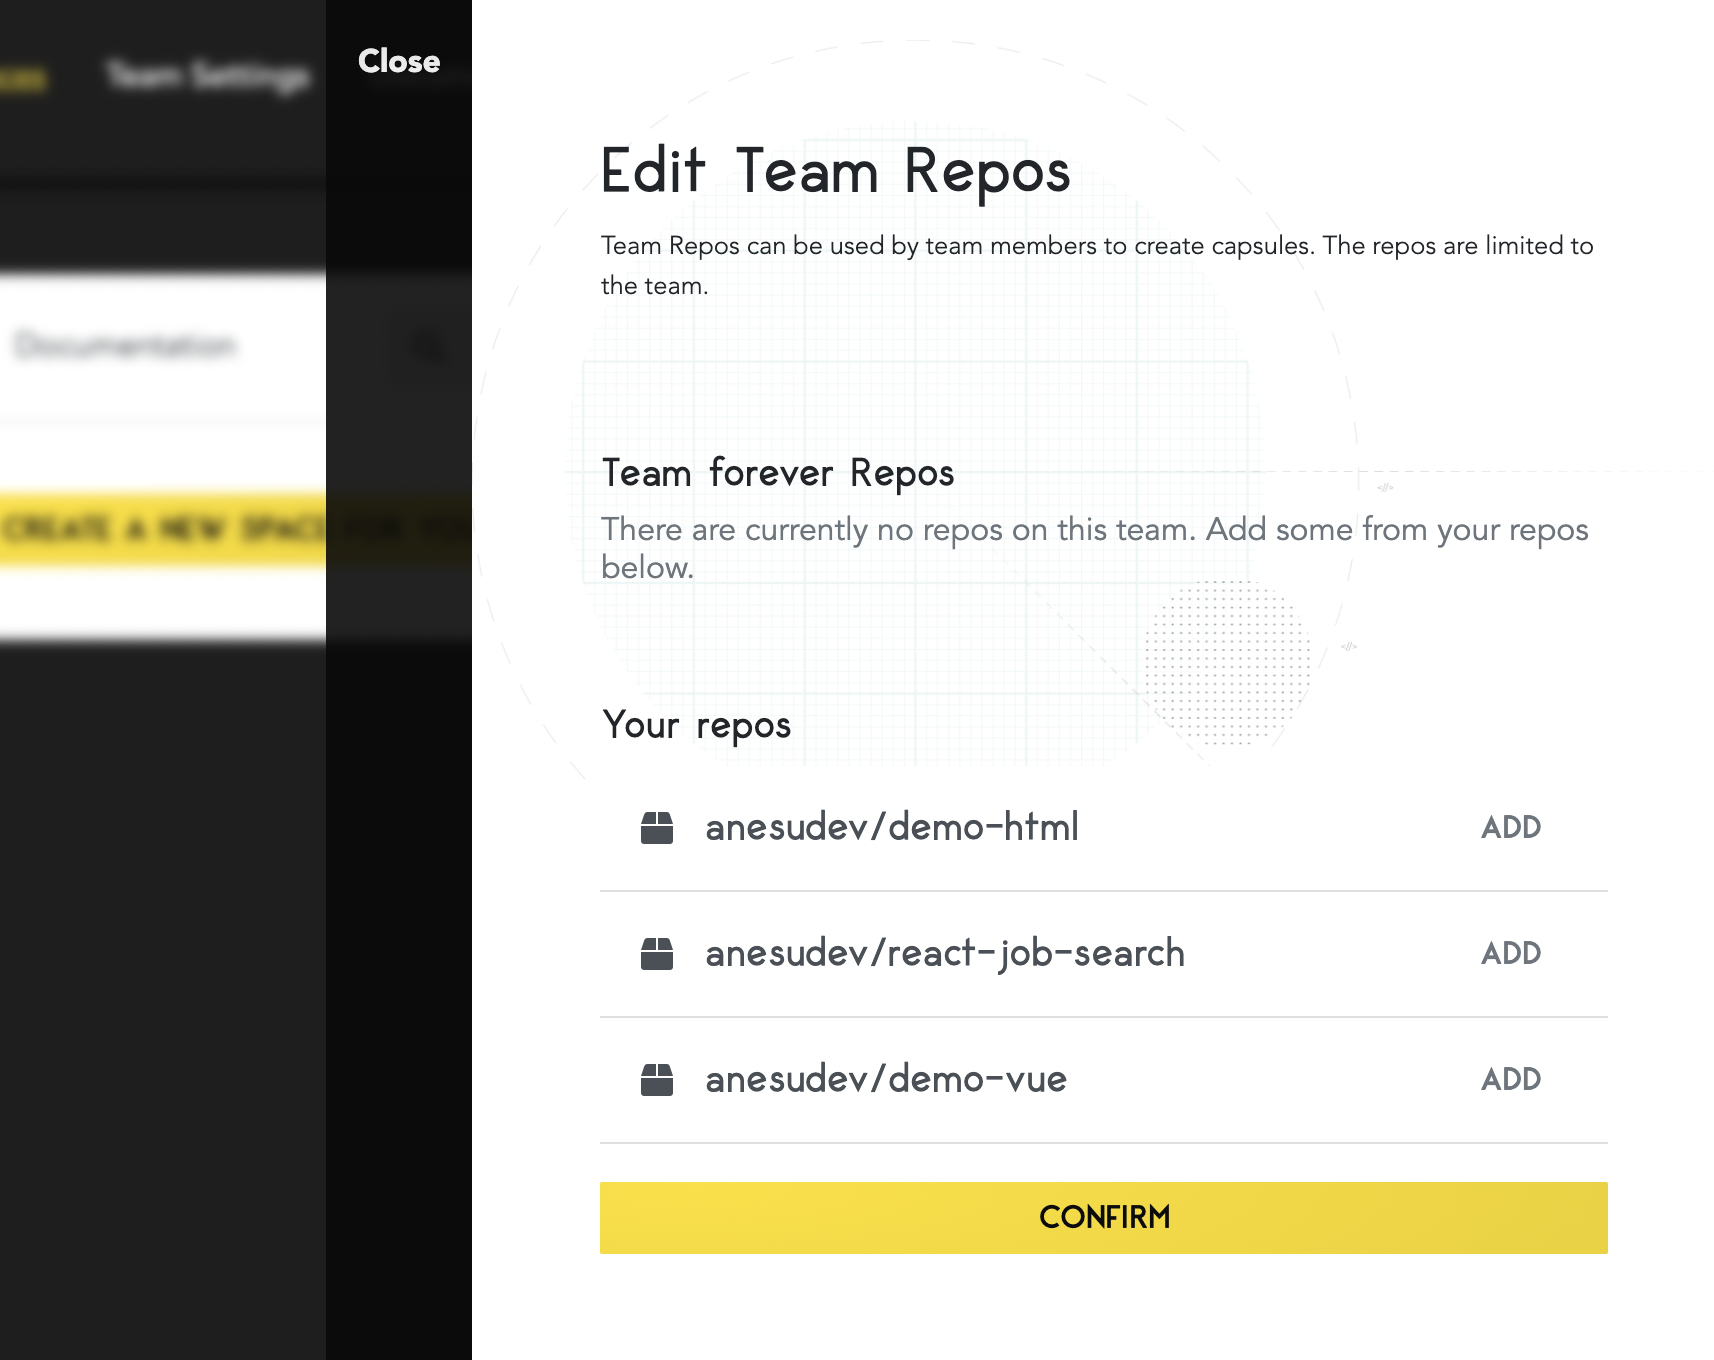 Close
Team Settings
Documentation
CREATE A NEW SPACE FOR
Edit Team Repos
Team Repos can be used by team members to create capsules. The repos are limited to
the team.
Team forever Repos
There are currently no repos on this team. Add some from your repos
below.
Your repos
anesudev/demo-html ADD
anesudev/react-job-search ADD
anesudev/demo-vue ADD
CONFIRM